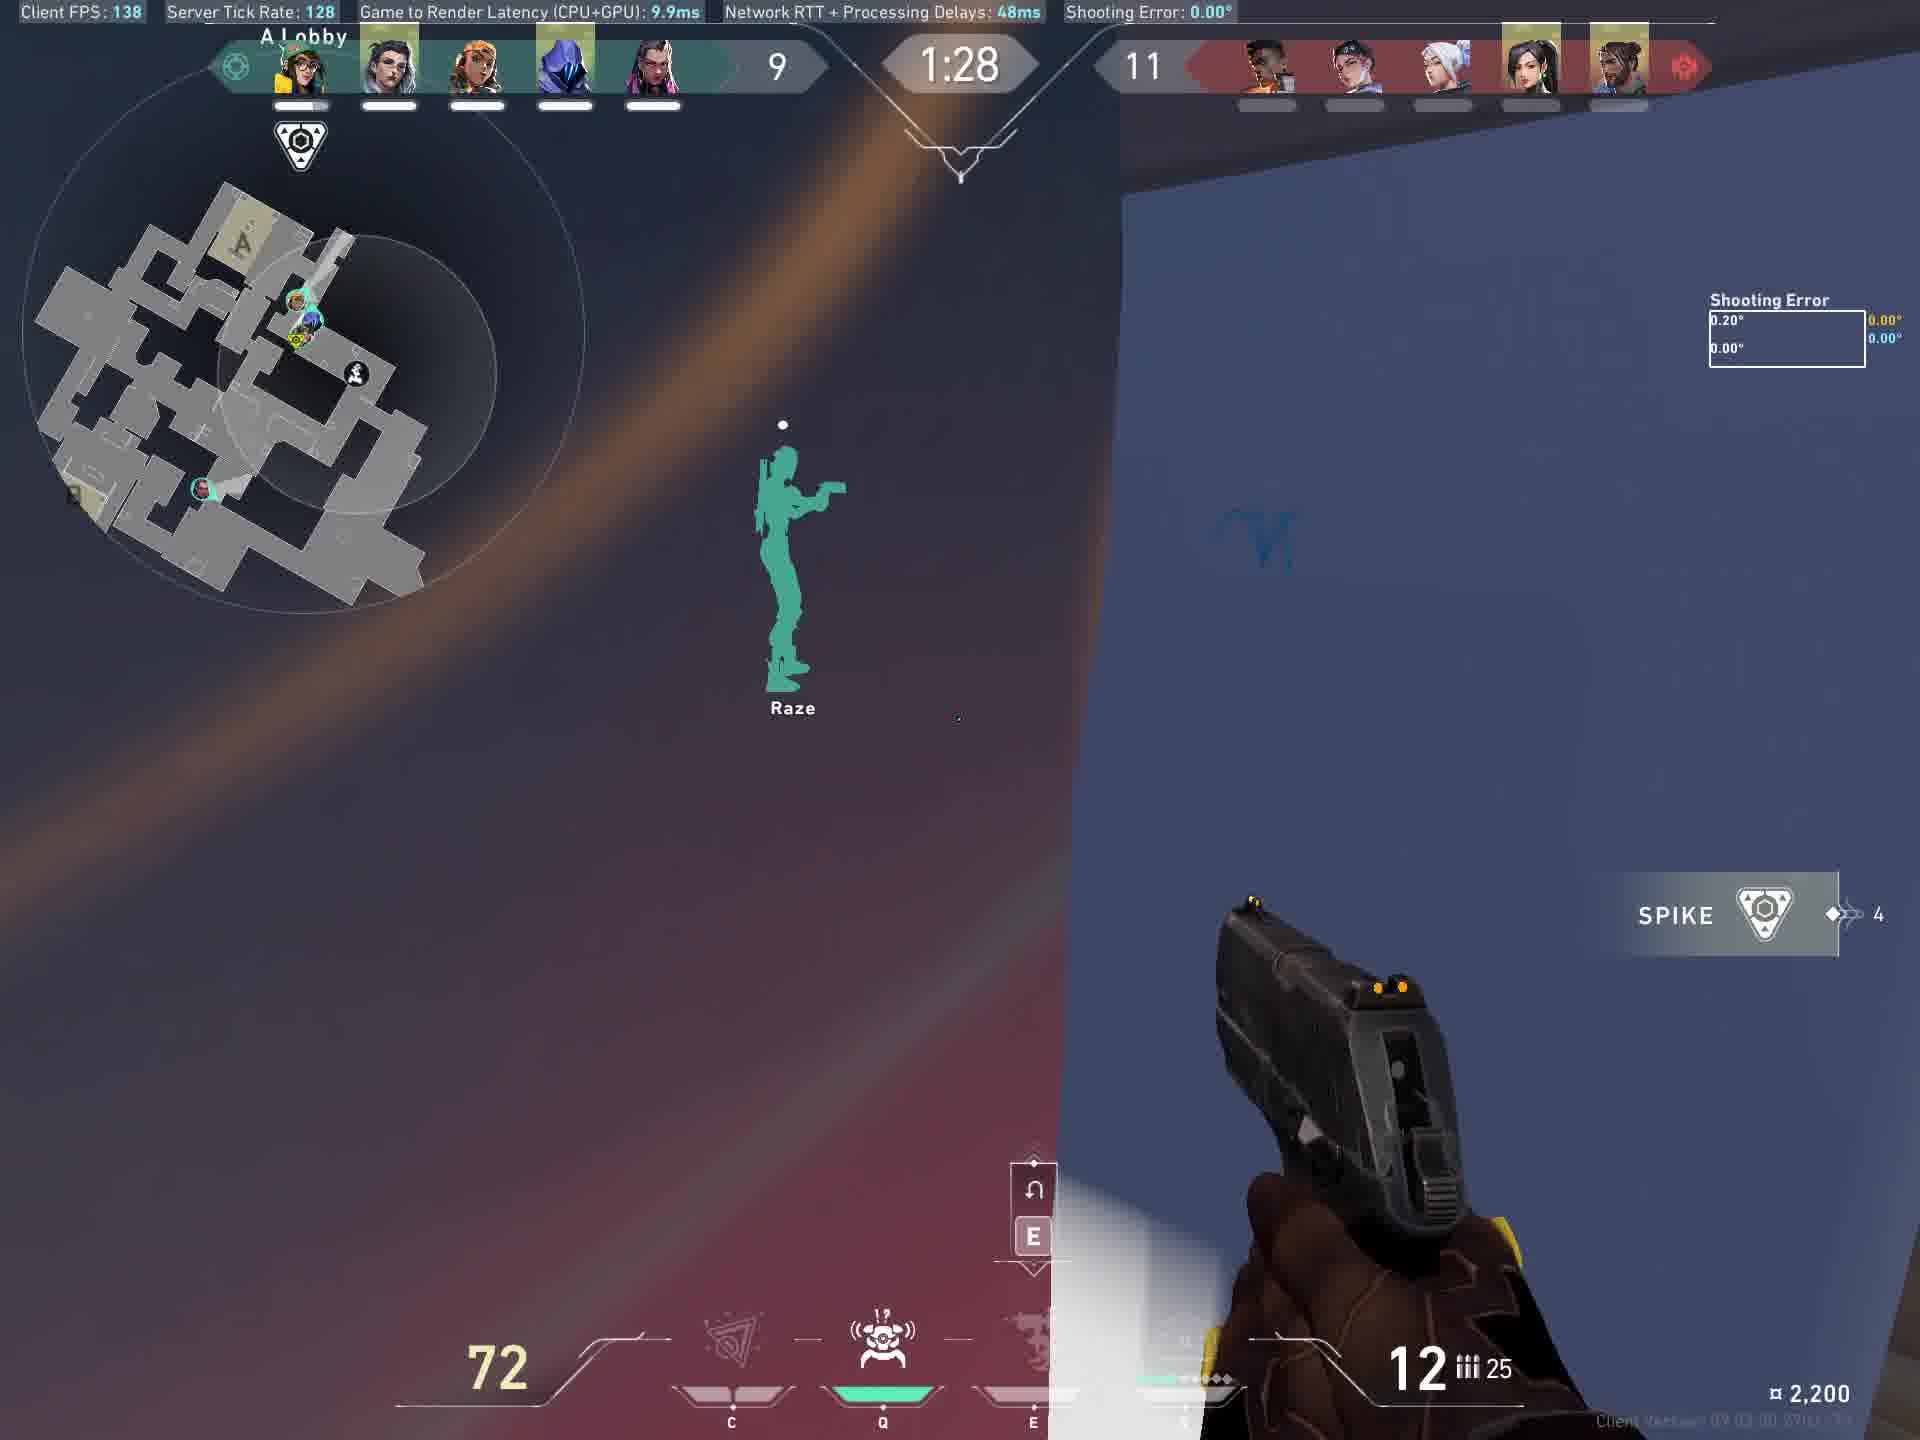 Client FPS: 138
Server Tick Rate: 128
Game to Render Latency (CPU+GPU): 9.9ms
Network RTT + Processing Delays: 48ms
Shooting Error: 0.00°
A Lobby
9
1:28
11
A
Shooting Error
0.20°
0.00°
0.00°
0.00°
Raze
SPIKE
4
E
72
12
25
C
Q
E
¤ 2,200